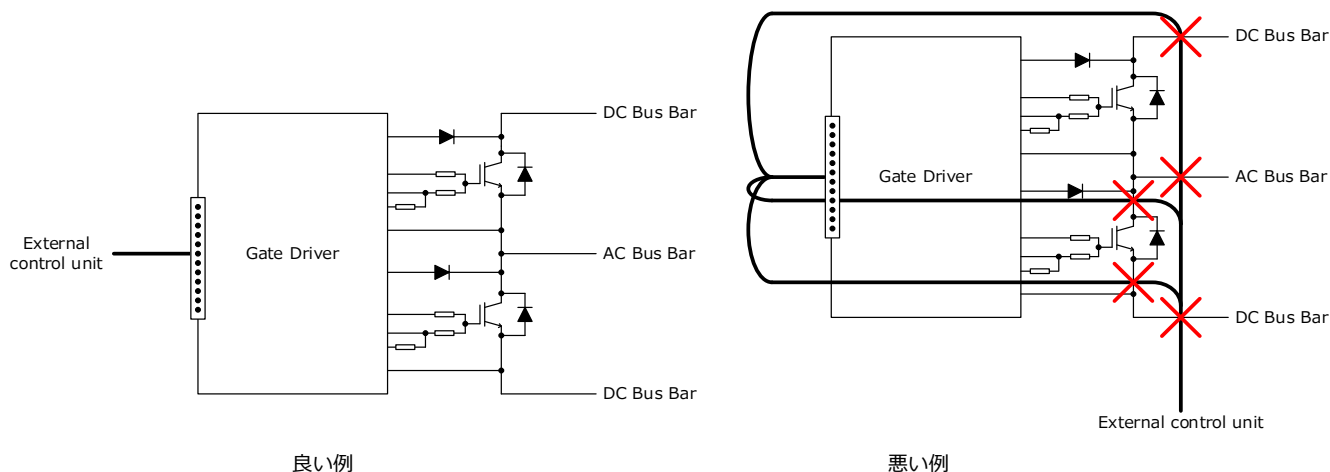 DC Bus Bar
External
control unit
Gate Driver
AC Bus Bar
DC Bus Bar
良い例
DC Bus Bar
Gate Driver
AC Bus Bar
DC Bus Bar
External control unit
悪い例